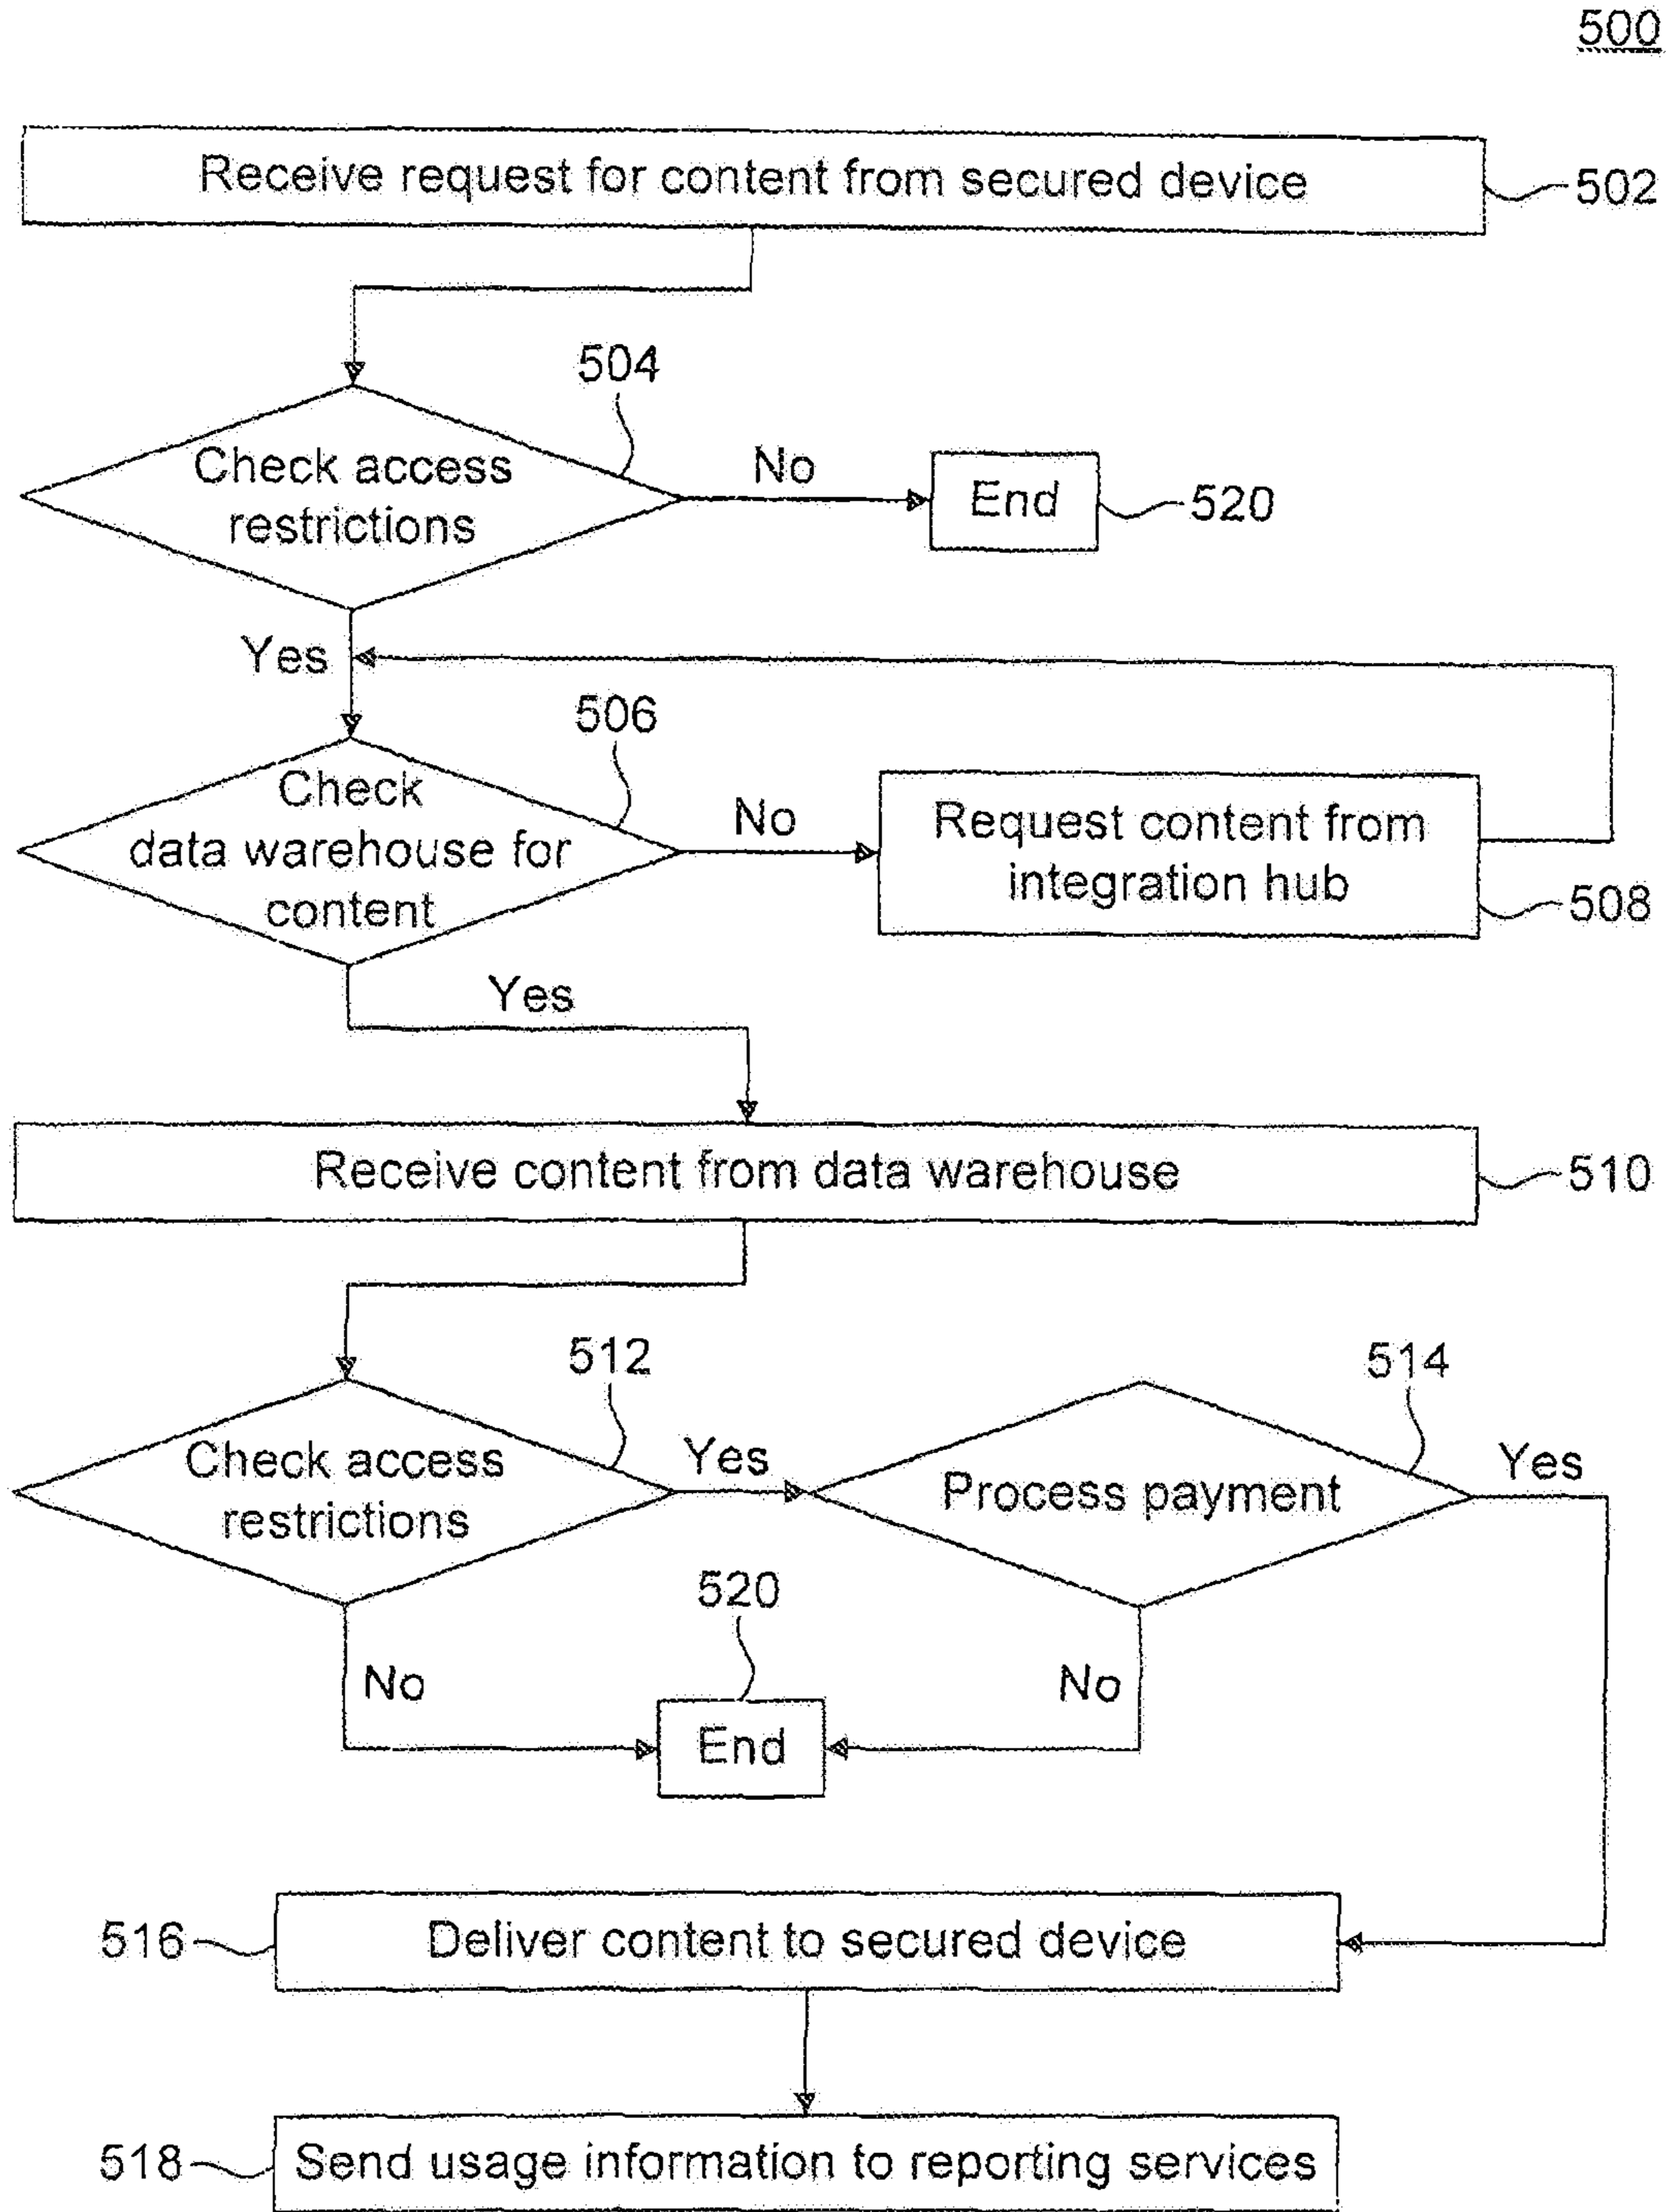 500
Receive request for content from secured device
502
504
Check access
restrictions
No
End
520
Yes
506
Check
data warehouse for
content
No
Request content from
integration hub
508
Yes
Receive content from data warehouse
510
512
514
Check access
restrictions
Yes
Process payment
Yes
520
No
End
No
516
Deliver content to secured device
518
Send usage information to reporting services